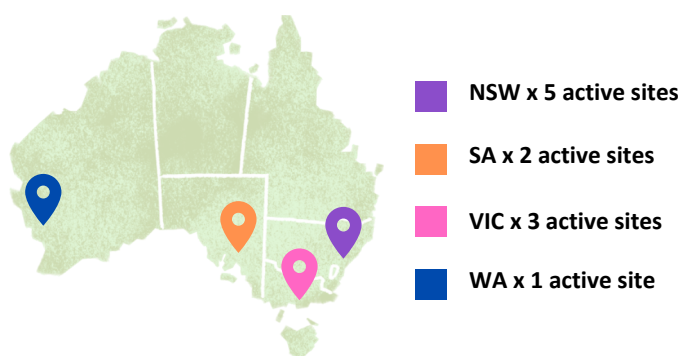 NSW x 5 active sites
SA x 2 active sites
VIC x 3 active sites
WA x 1 active site